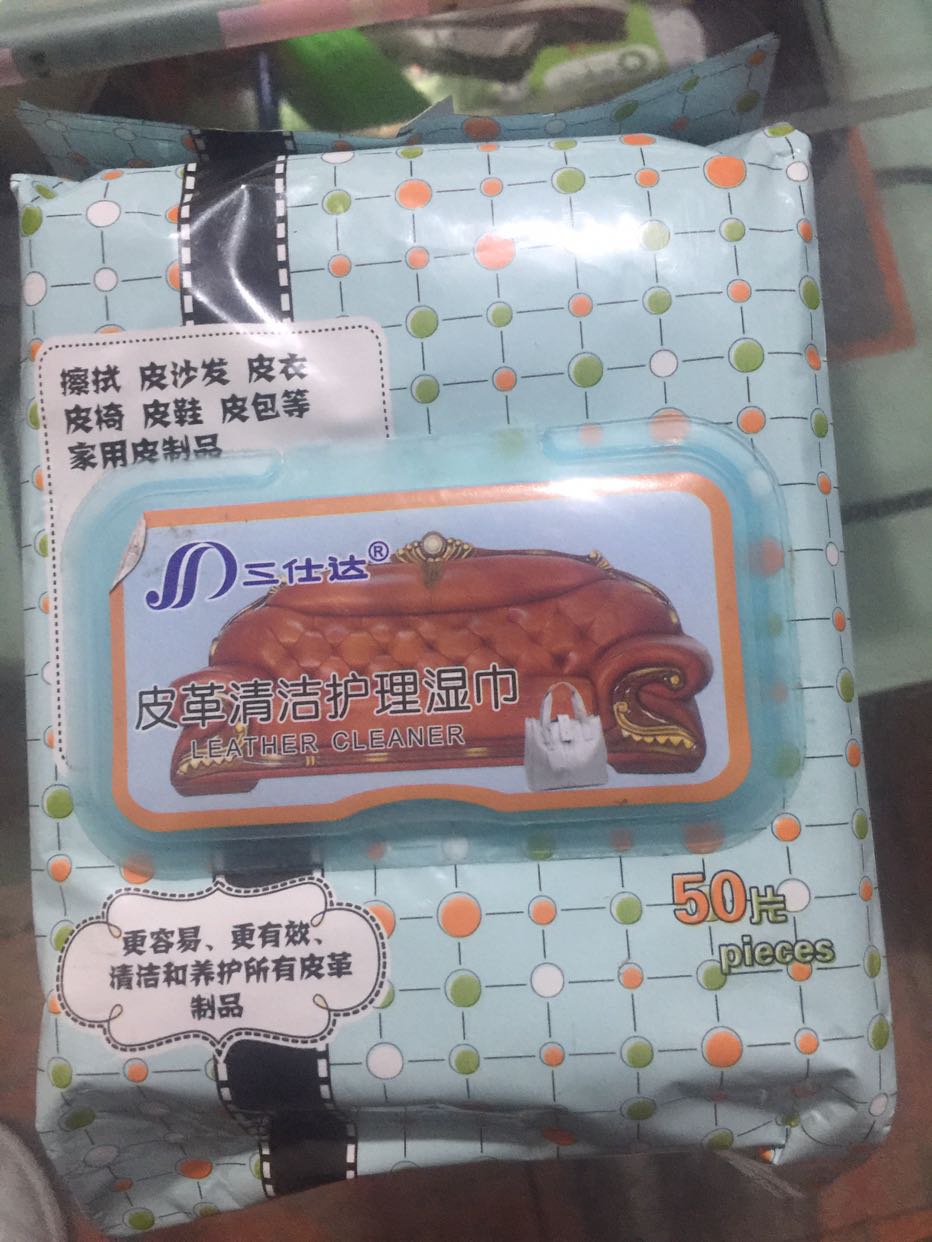 擦拭 皮沙发 皮衣
皮椅 皮鞋 皮包等
家用皮制品
三仕达®
皮革清洁护理湿巾
LEATHER CLEANER
50片
pieces
更容易、更有效、
清洁和养护所有皮革
制品